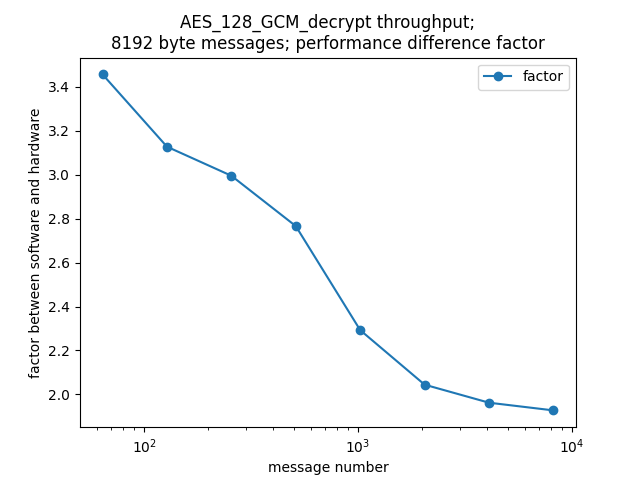 AES_128_GCM_decrypt throughput;
8192 byte messages; performance difference factor
factor
factor between software and hardware
3.4
3.2
3.0
2.8
2.6
2.4
2.2
2.0
10²
10³
10⁴
message number